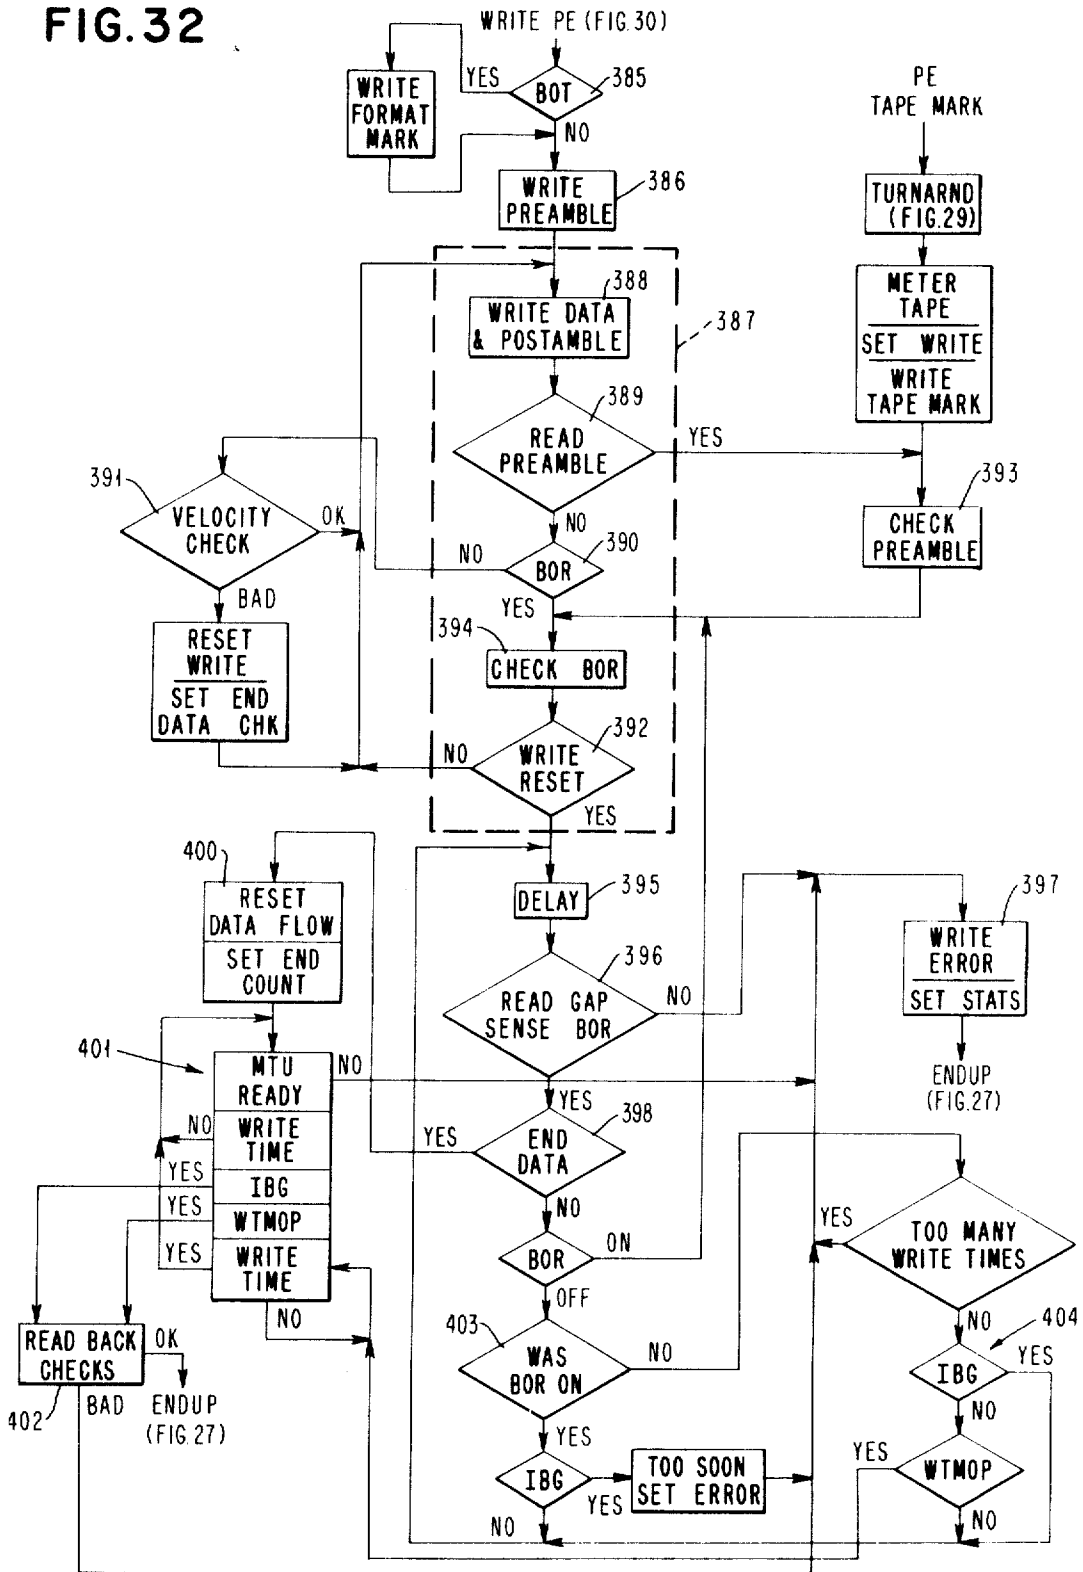 FIG.32
WRITE PE (FIG.30)
BOT
385
YES
NO
WRITE
FORMAT
MARK
WRITE
PREAMBLE
386
PE
TAPE MARK
TURNARND
(FIG.29)
METER
TAPE
SET WRITE
WRITE
TAPE MARK
387
388
WRITE DATA
& POSTAMBLE
389
READ
PREAMBLE
YES
NO
393
CHECK
PREAMBLE
391
VELOCITY
CHECK
OK
BAD
RESET
WRITE
SET END
DATA CHK
390
BOR
NO
YES
394
CHECK BOR
392
WRITE
RESET
NO
YES
400
RESET
DATA FLOW
SET END
COUNT
395
DELAY
396
READ GAP
SENSE BOR
NO
YES
397
WRITE
ERROR
SET STATS
ENDUP
(FIG.27)
401
MTU
READY
NO
WRITE
TIME
NO
IBG
YES
WTMOP
YES
WRITE
TIME
YES
NO
398
END
DATA
YES
NO
BOR
ON
OFF
403
WAS
BOR ON
NO
YES
IBG
YES
NO
TOO SOON
SET ERROR
TOO MANY
WRITE TIMES
YES
NO
404
IBG
YES
NO
WTMOP
YES
NO
READ BACK
CHECKS
402
OK
BAD
ENDUP
(FIG.27)